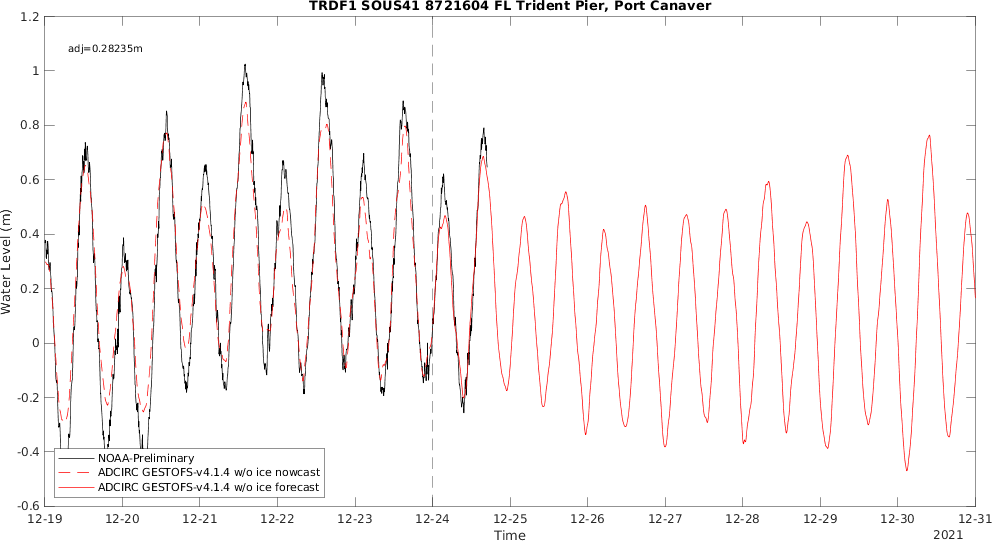 TRDF1 SOUS41 8721604 FL Trident Pier, Port Canaver
1.2
adj=0.28235m
1
0.8
0.6
0.4
0.2
0
-0.2
-0.4
-0.6
Water Level (m)
NOAA-Preliminary
ADCIRC GESTOFS-v4.1.4 w/o ice nowcast
ADCIRC GESTOFS-v4.1.4 w/o ice forecast
12-19 12-20 12-21 12-22 12-23 12-24 12-25 12-26 12-27 12-28 12-29 12-30 12-31
Time
2021